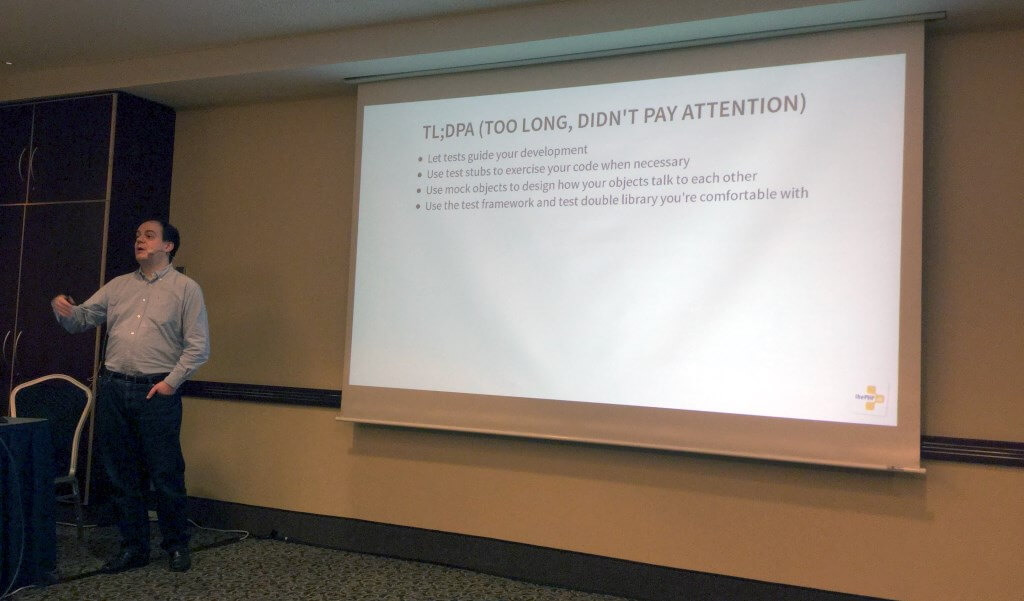 TL;DPA (TOO LONG, DIDN'T PAY ATTENTION)
Let tests guide your development
Use test stubs to exercise your code when necessary
Use mock objects to design how your objects talk to each other
Use the test framework and test double library you're comfortable with